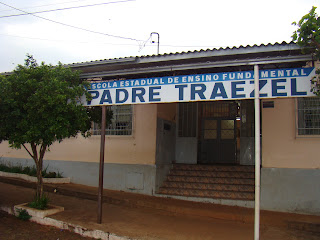 ESCOLA ESTADUAL DE ENSINO FUNDAMENTAL
PADRE TRAEZEL